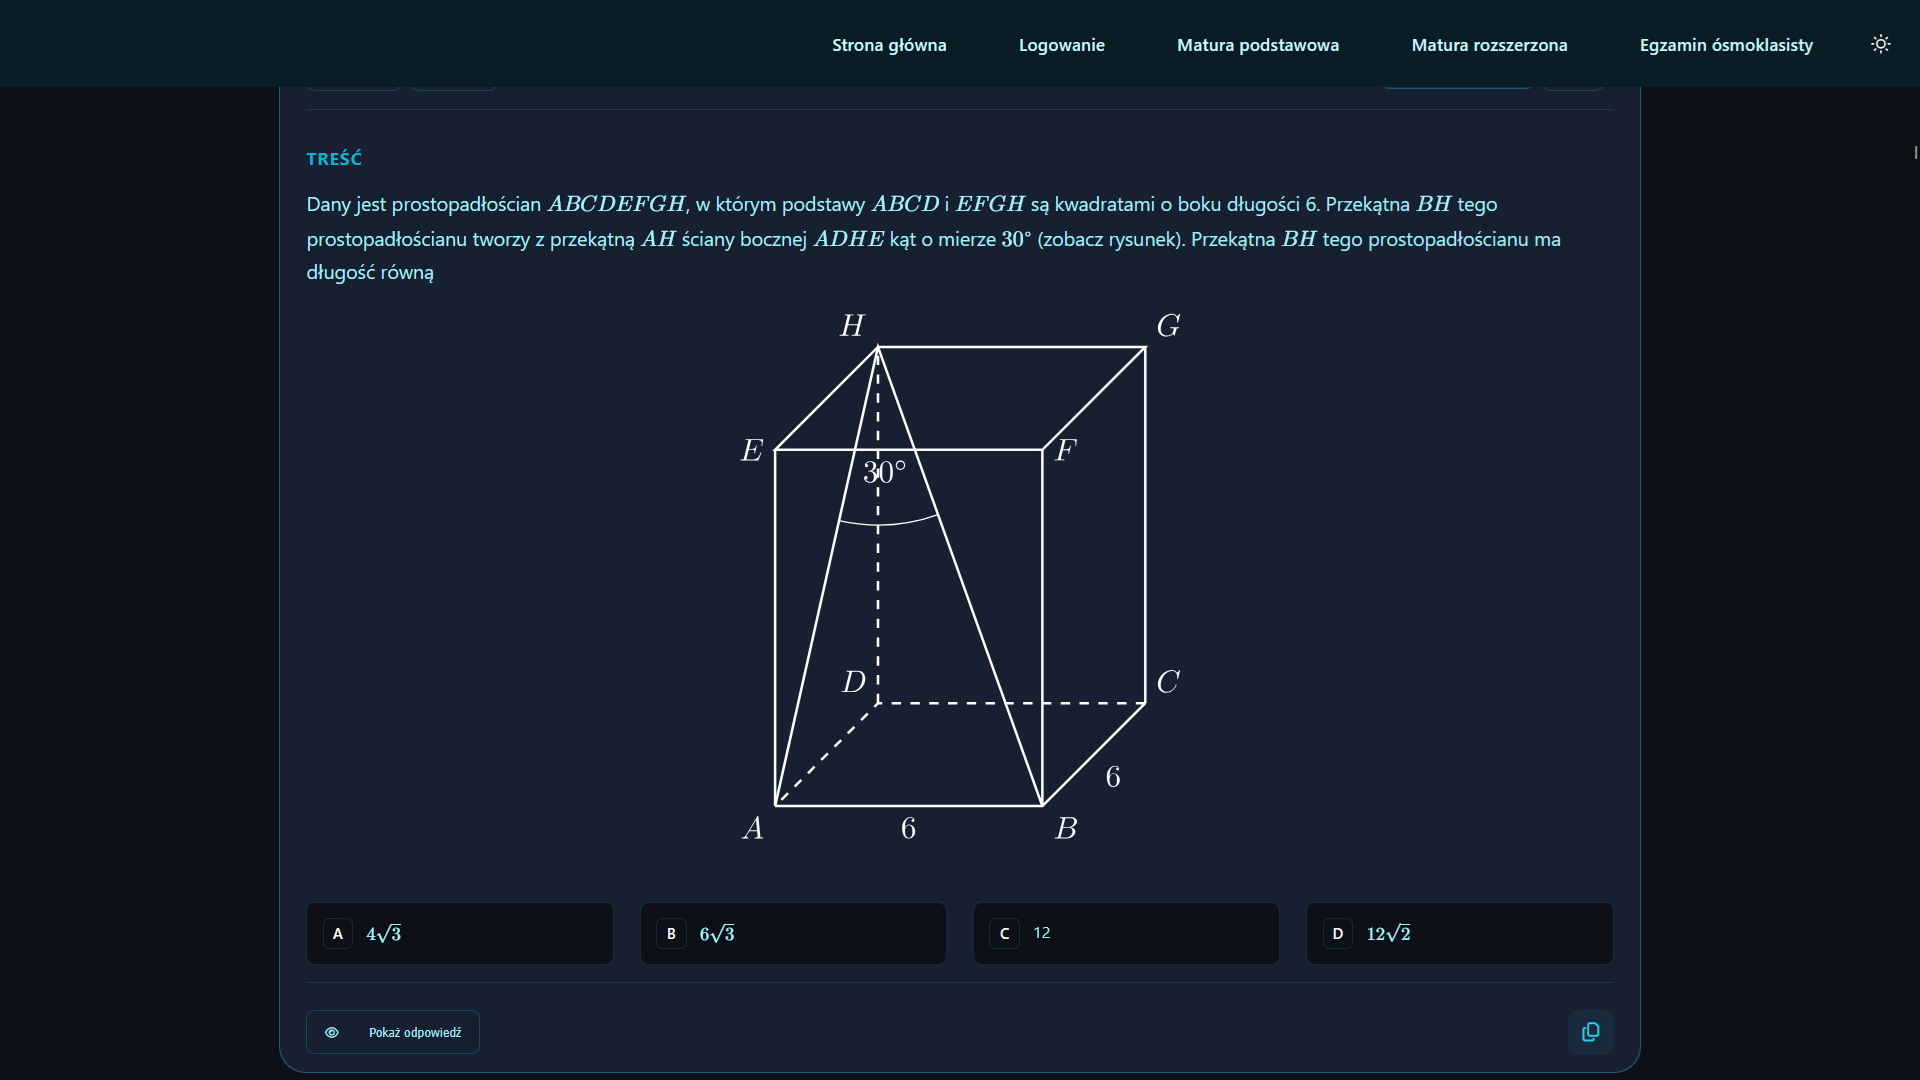 Strona główna Logowanie Matura podstawowa Matura rozszerzona Egzamin ósmoklasisty
TREŚĆ
Dany jest prostopadłościan ABCDEFGH, w którym podstawy ABCD i EFGH są kwadratami o boku długości 6. Przekątna BH tego
prostopadłościanu tworzy z przekątną AH ściany bocznej ADHE kąt o mierze 30° (zobacz rysunek). Przekątna BH tego prostopadłościanu ma
długość równą
H G
E F
30°
D C
6
A 6 B
A 4√3 B 6√3 C 12 D 12√2
Pokaż odpowiedź